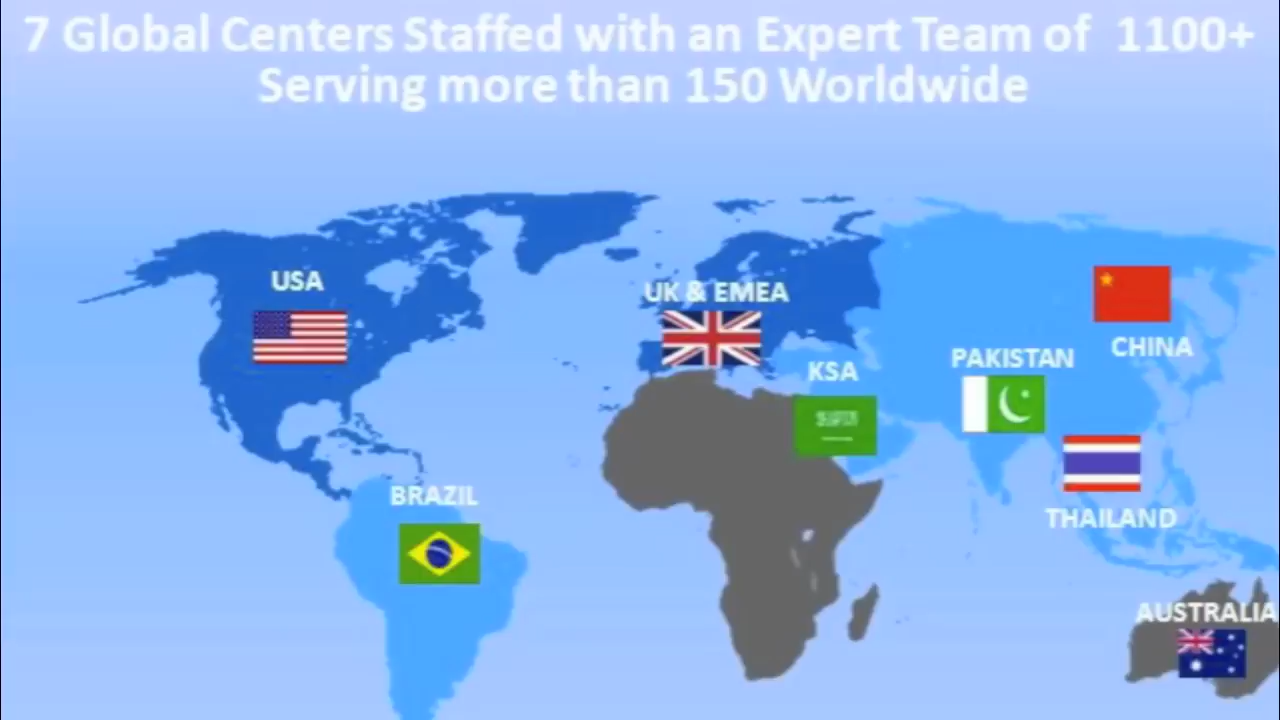 7 Global Centers Staffed with an Expert Team of 1100+
Serving more than 150 Worldwide
USA
UK & EMEA
CHINA
PAKISTAN
KSA
BRAZIL
THAILAND
AUSTRALIA